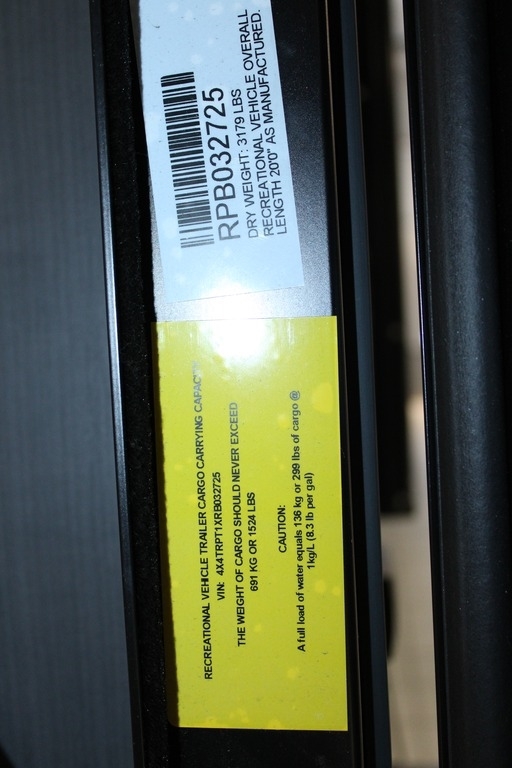 RPB032725
DRY WEIGHT: 3179 LBS
RECREATIONAL VEHICLE OVERALL
LENGTH 20'0" AS MANUFACTURED.
RECREATIONAL VEHICLE TRAILER CARGO CARRYING CAPACITY
VIN: 4X4TRPT1XRB032725
THE WEIGHT OF CARGO SHOULD NEVER EXCEED
691 KG OR 1524 LBS
CAUTION:
A full load of water equals 136 kg or 299 lbs of cargo @
1kg/L (8.3 lb per gal)